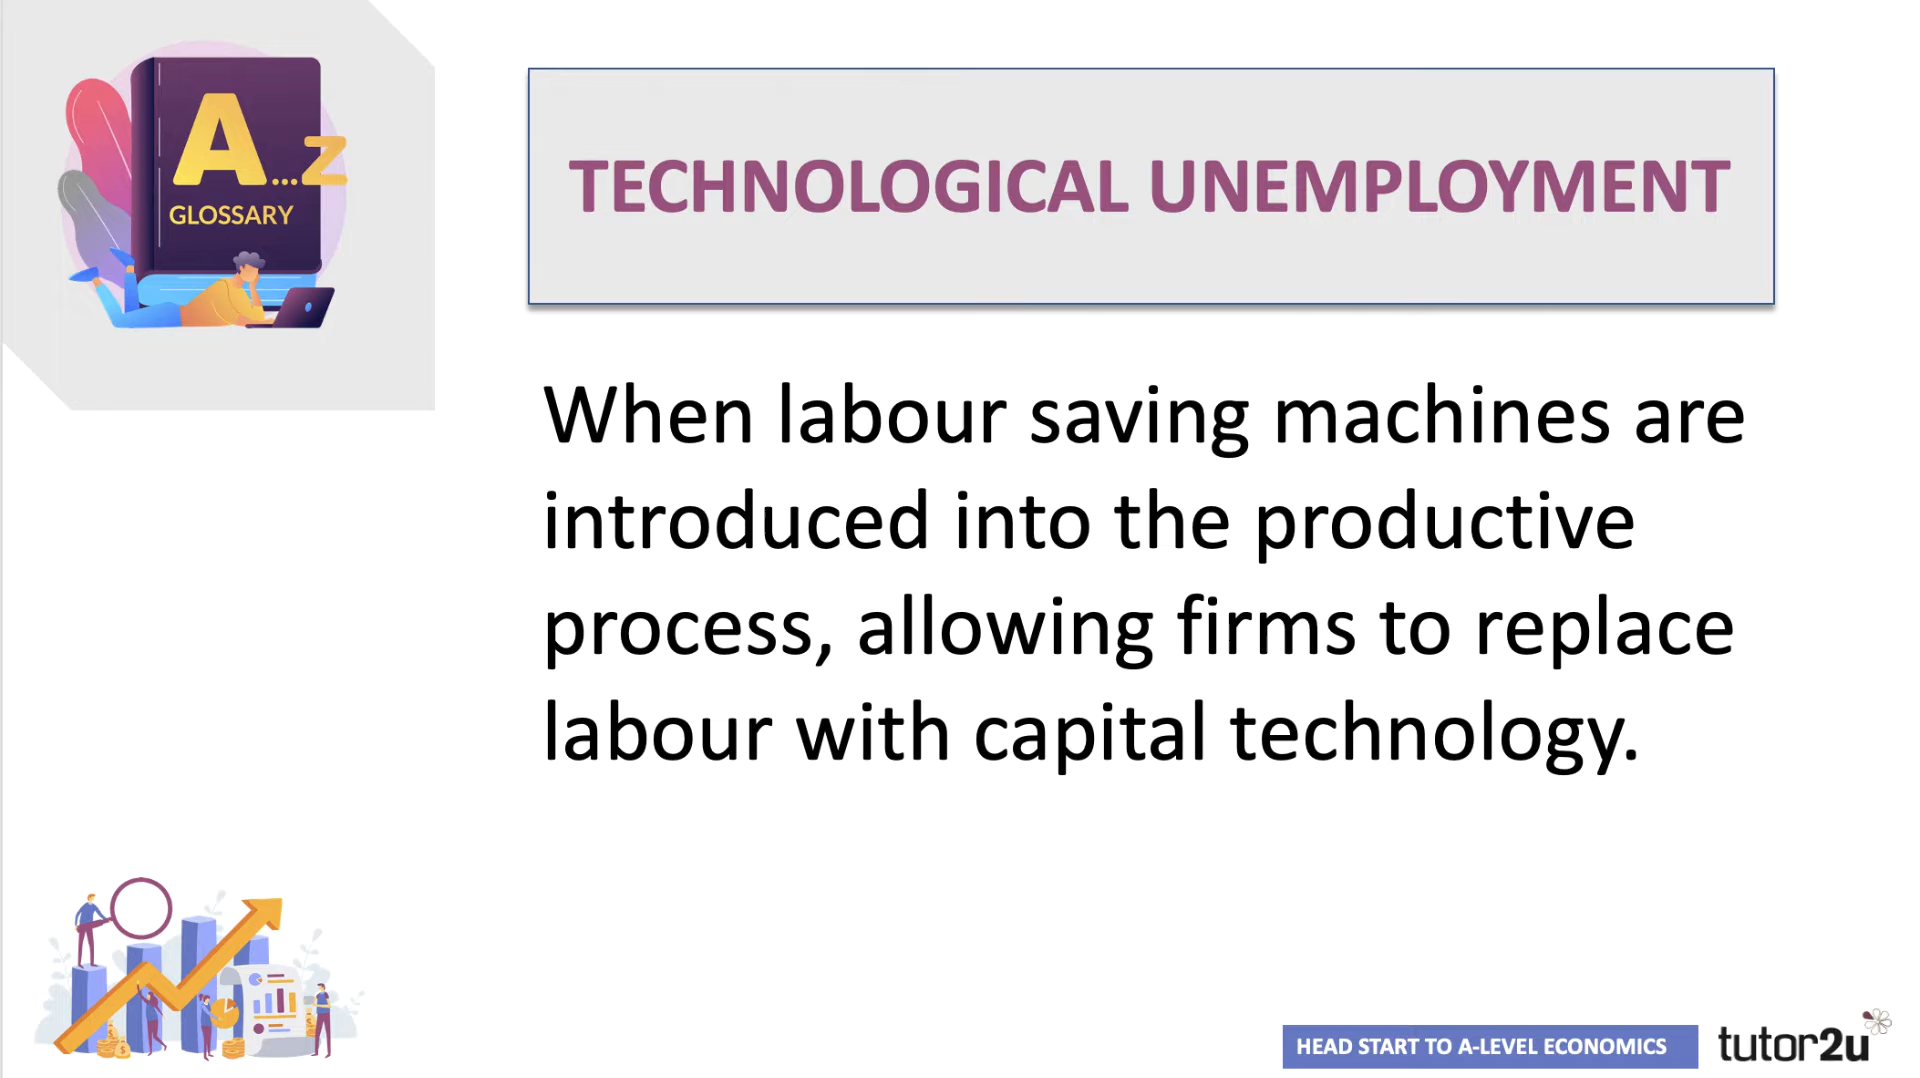 A...Z
GLOSSARY
TECHNOLOGICAL UNEMPLOYMENT
When labour saving machines are
introduced into the productive
process, allowing firms to replace
labour with capital technology.
HEAD START TO A-LEVEL ECONOMICS
tutor2u